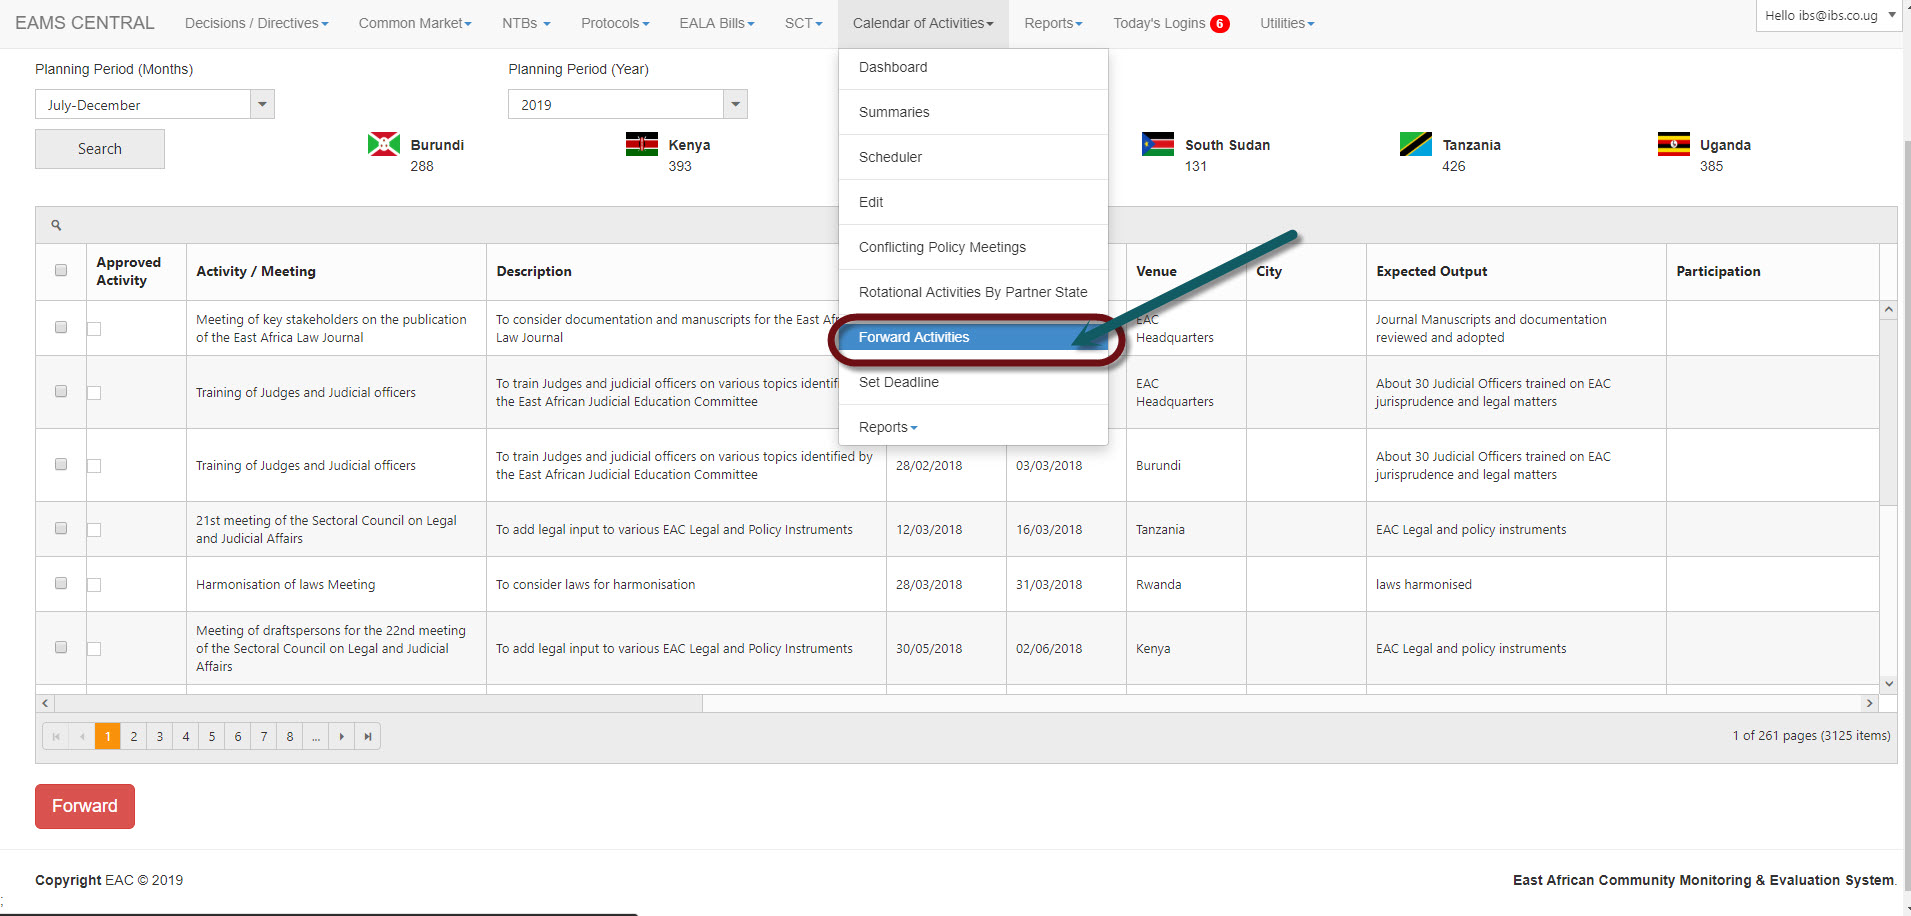 EAMS CENTRAL Decisions / Directives Common Market NTBs Protocols EALA Bills SCT Calendar of Activities Reports Today's Logins 6 Utilities Hello ibs@ibs.co.ug
Planning Period (Months) Planning Period (Year)
July-December 2019
Search
Burundi Kenya South Sudan Tanzania Uganda
288 393 131 426 385
Dashboard
Summaries
Scheduler
Edit
Conflicting Policy Meetings
Rotational Activities By Partner State
Forward Activities
Set Deadline
Reports
Approved Activity Activity / Meeting Description Venue City Expected Output Participation
Meeting of key stakeholders on the publication To consider documentation and manuscripts for the East EAC Journal Manuscripts and documentation
of the East Africa Law Journal Law Journal Headquarters reviewed and adopted
Training of Judges and Judicial officers To train Judges and judicial officers on various topics EAC About 30 Judicial Officers trained on EAC
the East African Judicial Education Committee Headquarters jurisprudence and legal matters
Training of Judges and Judicial officers To train Judges and judicial officers on various topics identified by 28/02/2018 03/03/2018 Burundi About 30 Judicial Officers trained on EAC
the East African Judicial Education Committee jurisprudence and legal matters
21st meeting of the Sectoral Council on Legal To add legal input to various EAC Legal and Policy Instruments 12/03/2018 16/03/2018 Tanzania EAC Legal and policy instruments
and Judicial Affairs
Harmonisation of laws Meeting To consider laws for harmonisation 28/03/2018 31/03/2018 Rwanda laws harmonised
Meeting of draftspersons for the 22nd meeting
of the Sectoral Council on Legal and Judicial To add legal input to various EAC Legal and Policy Instruments 30/05/2018 02/06/2018 Kenya EAC Legal and policy instruments
Affairs
1 2 3 4 5 6 7 8 ... 1 of 261 pages (3125 items)
Forward
Copyright EAC © 2019 East African Community Monitoring & Evaluation System.
;